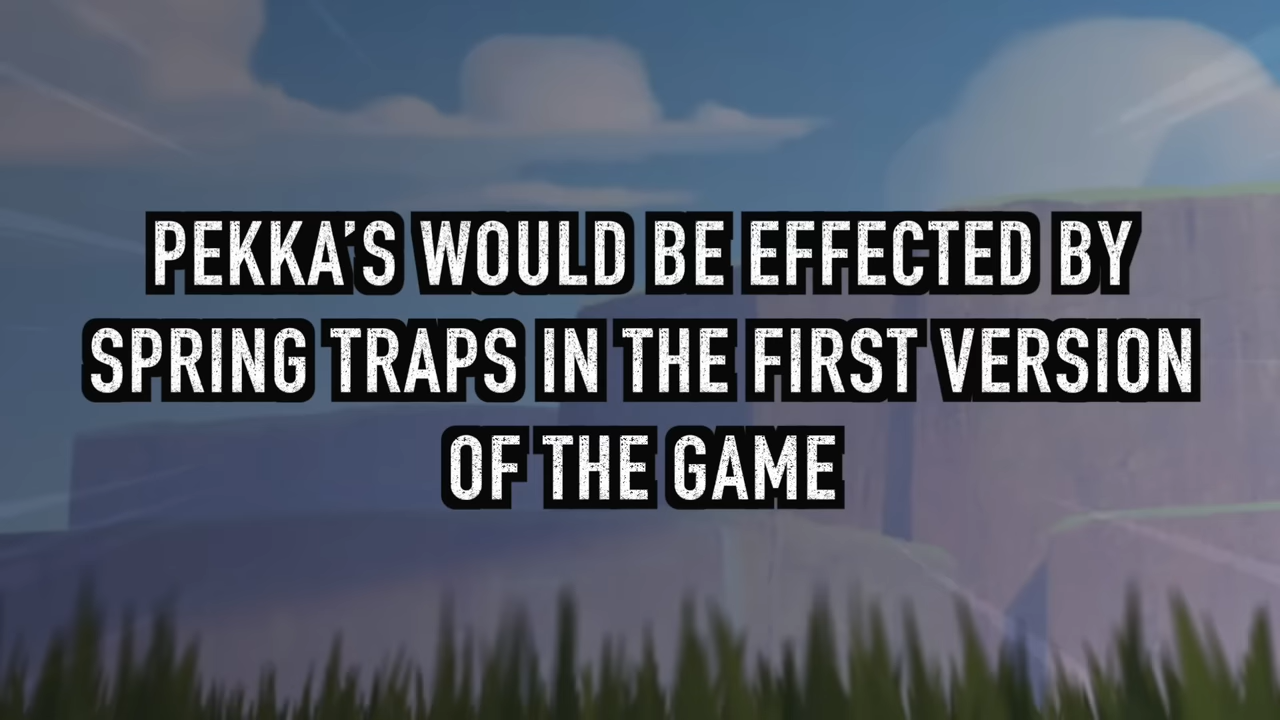 PEKKA'S WOULD BE EFFECTED BY
SPRING TRAPS IN THE FIRST VERSION
OF THE GAME